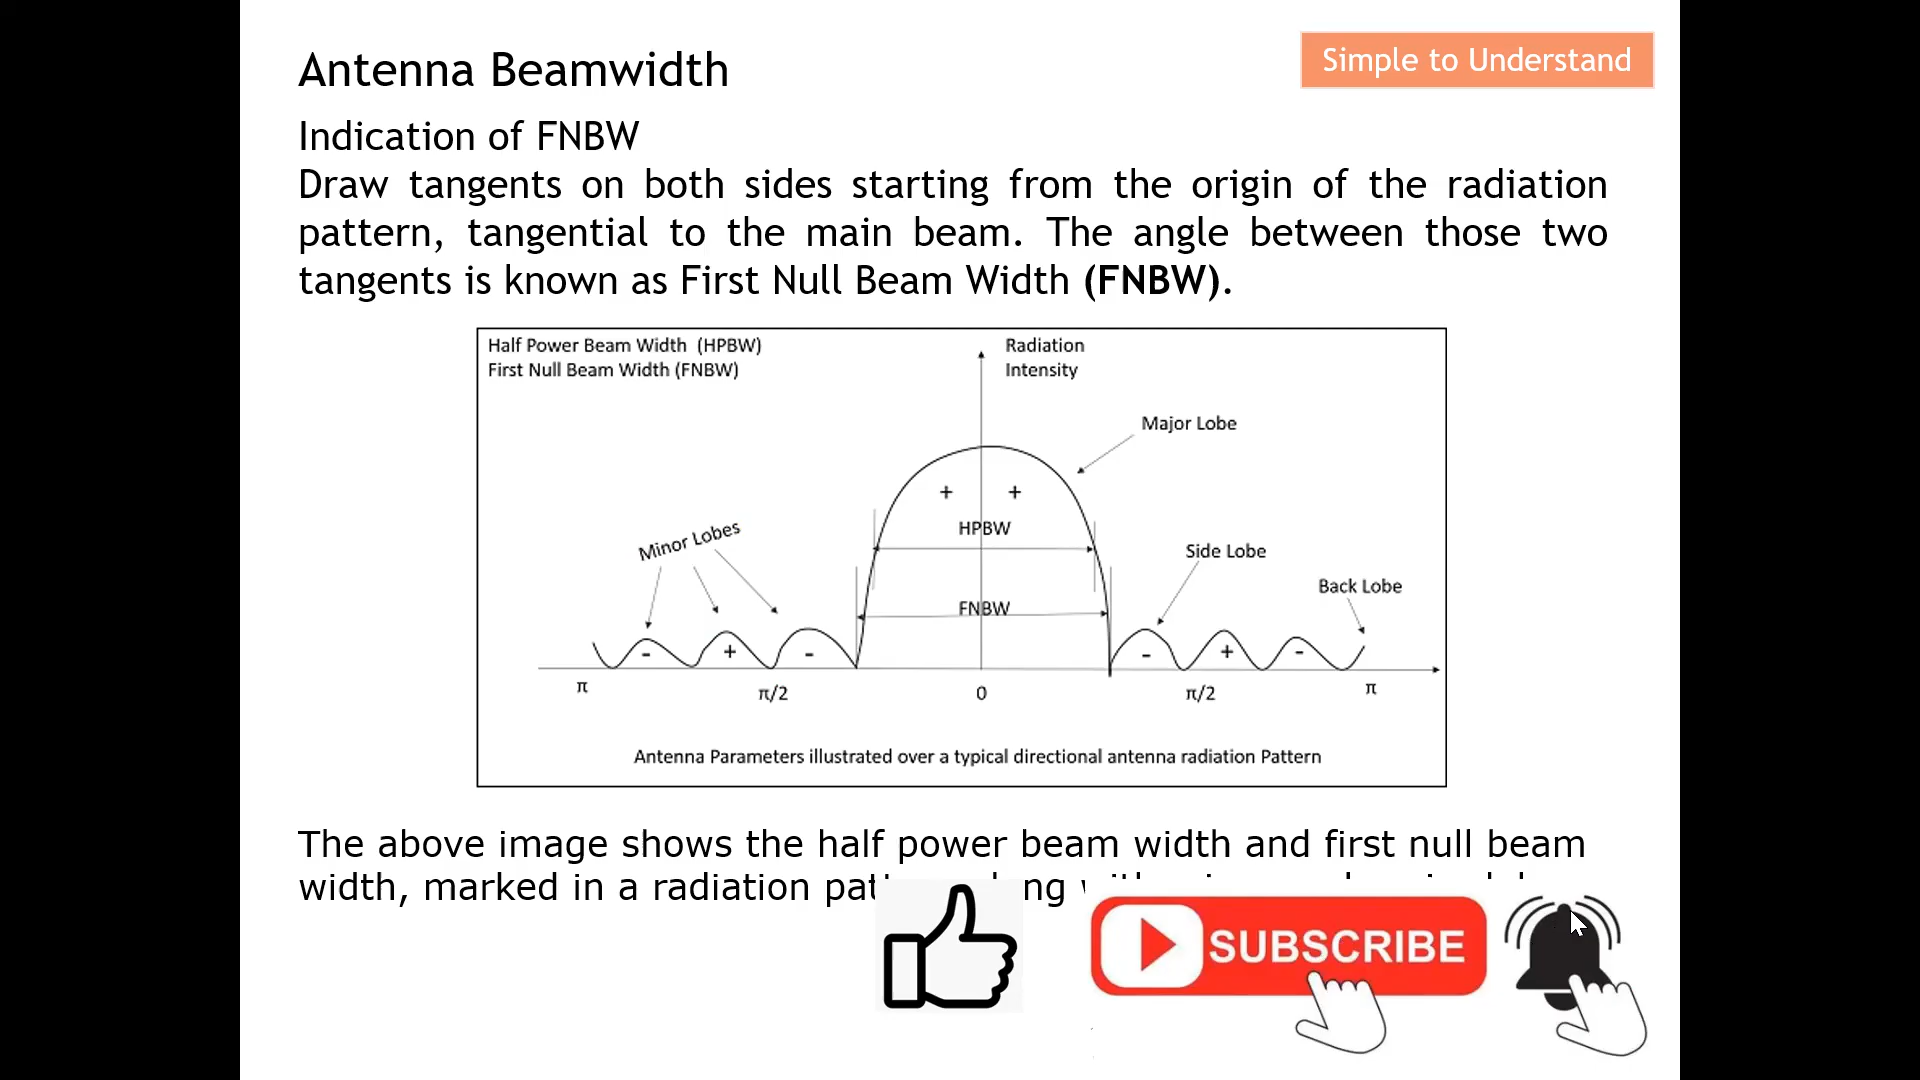 Antenna Beamwidth
Simple to Understand
Indication of FNBW
Draw tangents on both sides starting from the origin of the radiation
pattern, tangential to the main beam. The angle between those two
tangents is known as First Null Beam Width (FNBW).
Half Power Beam Width (HPBW)
First Null Beam Width (FNBW)
Radiation
Intensity
Major Lobe
+ +
HPBW
Minor Lobes
Side Lobe
Back Lobe
FNBW
- + - - + -
π π/2 0 π/2 π
Antenna Parameters illustrated over a typical directional antenna radiation Pattern
The above image shows the half power beam width and first null beam
width, marked in a radiation
SUBSCRIBE